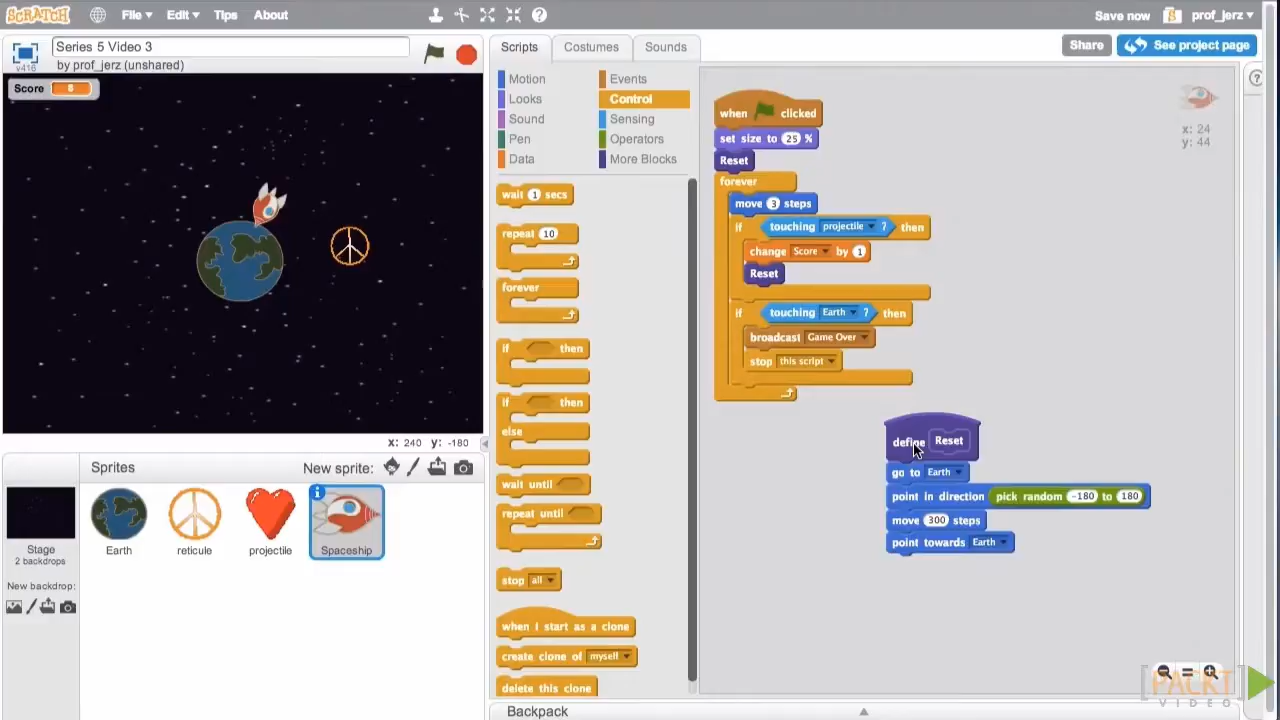 SCRATCH
File Edit Tips About
Save now
prof_jerz
v416
Series 5 Video 3
by prof_jerz (unshared)
Scripts Costumes Sounds
Share
See project page
Score 8
Motion
Looks
Sound
Pen
Data
Events
Control
Sensing
Operators
More Blocks
wait 1 secs
repeat 10
forever
if then
if then
else
wait until
repeat until
stop all
when I start as a clone
create clone of myself
delete this clone
when clicked
set size to 25 %
Reset
forever
move 3 steps
if touching projectile ? then
change Score by 1
Reset
if touching Earth ? then
broadcast Game Over
stop this script
define Reset
go to Earth
point in direction pick random -180 to 180
move 300 steps
point towards Earth
x: 24
y: 44
x: 240 y: -180
Sprites
New sprite:
Stage
2 backdrops
New backdrop:
Earth
reticule
projectile
Spaceship
Backpack
PACKT
VIDEO